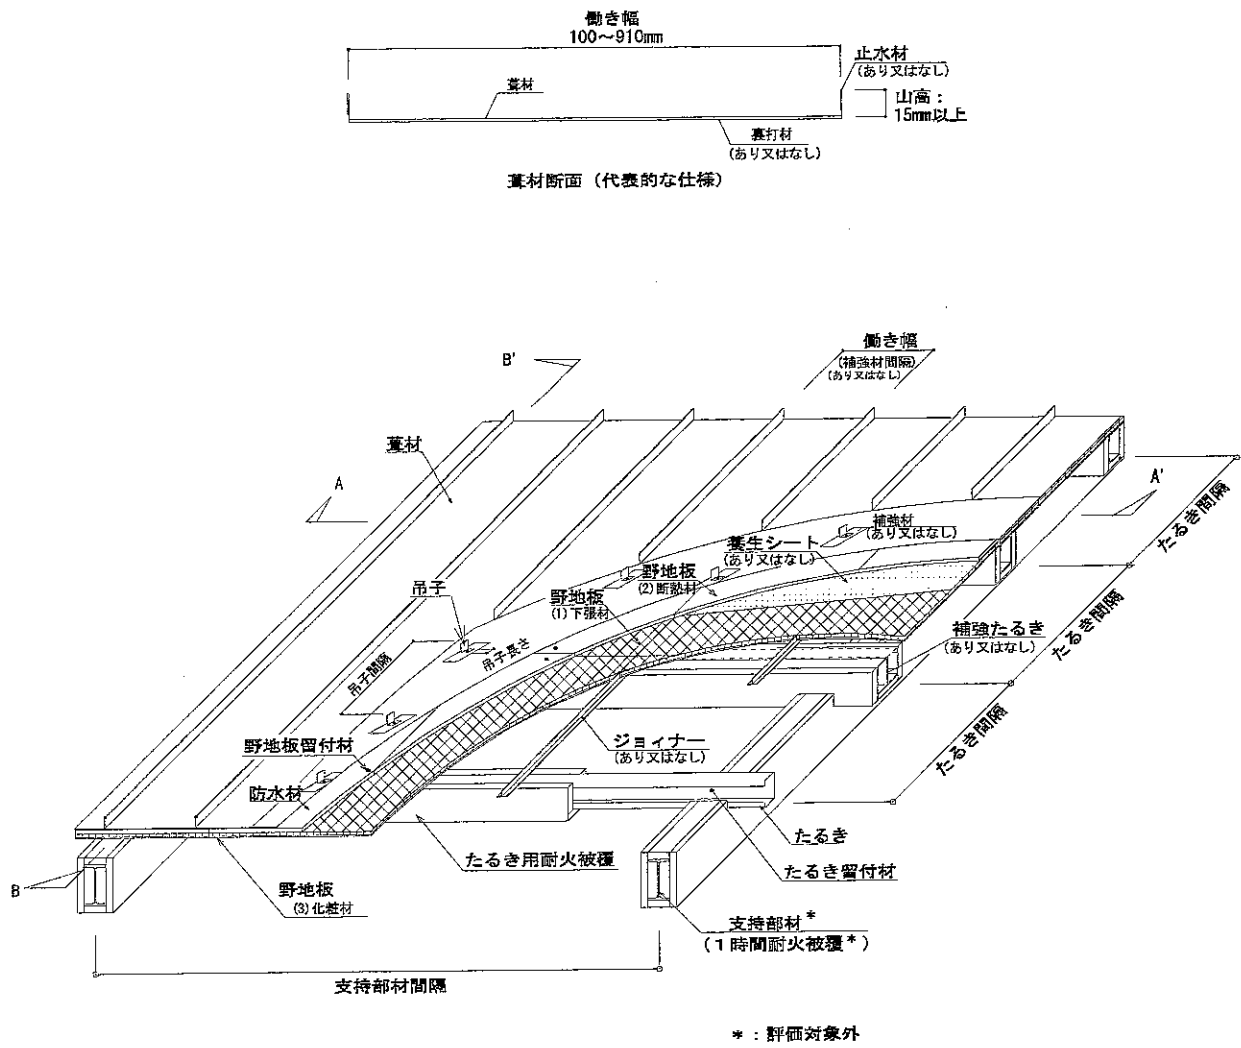 働き幅
100～910mm
止水材
(あり又はなし)
葺材
山高：
15mm以上
裏打材
(あり又はなし)
葺材断面（代表的な仕様）
働き幅
(補強材間隔)
(あり又はなし)
B'
葺材
A
A'
補強材
(あり又はなし)
養生シート
(あり又はなし)
野地板
(2)断熱材
野地板
(1)下張材
吊子
吊子長さ
吊子間隔
たるき間隔
たるき間隔
たるき間隔
補強たるき
(あり又はなし)
野地板留付材
ジョイナー
(あり又はなし)
防水材
たるき
たるき用耐火被覆
たるき留付材
B
野地板
(3)化粧材
支持部材*
(1時間耐火被覆*)
支持部材間隔
*：評価対象外